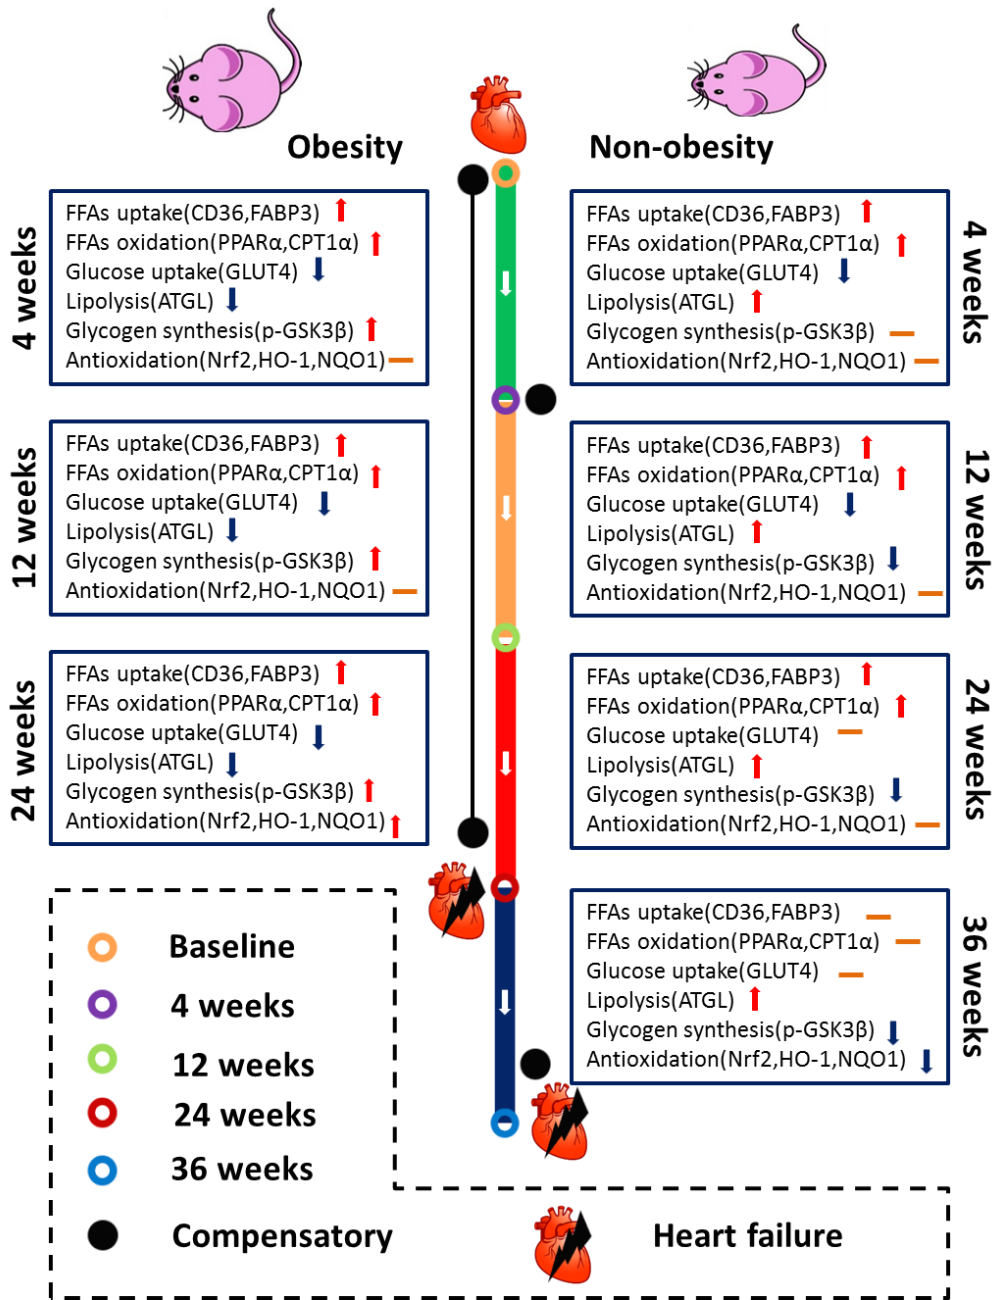 Obesity
Non-obesity
4 weeks
FFAs uptake(CD36,FABP3)
FFAs oxidation(PPARα,CPT1α)
Glucose uptake(GLUT4)
Lipolysis(ATGL)
Glycogen synthesis(p-GSK3β)
Antioxidation(Nrf2,HO-1,NQO1)
FFAs uptake(CD36,FABP3)
FFAs oxidation(PPARα,CPT1α)
Glucose uptake(GLUT4)
Lipolysis(ATGL)
Glycogen synthesis(p-GSK3β)
Antioxidation(Nrf2,HO-1,NQO1)
4 weeks
12 weeks
FFAs uptake(CD36,FABP3)
FFAs oxidation(PPARα,CPT1α)
Glucose uptake(GLUT4)
Lipolysis(ATGL)
Glycogen synthesis(p-GSK3β)
Antioxidation(Nrf2,HO-1,NQO1)
FFAs uptake(CD36,FABP3)
FFAs oxidation(PPARα,CPT1α)
Glucose uptake(GLUT4)
Lipolysis(ATGL)
Glycogen synthesis(p-GSK3β)
Antioxidation(Nrf2,HO-1,NQO1)
12 weeks
24 weeks
FFAs uptake(CD36,FABP3)
FFAs oxidation(PPARα,CPT1α)
Glucose uptake(GLUT4)
Lipolysis(ATGL)
Glycogen synthesis(p-GSK3β)
Antioxidation(Nrf2,HO-1,NQO1)
FFAs uptake(CD36,FABP3)
FFAs oxidation(PPARα,CPT1α)
Glucose uptake(GLUT4)
Lipolysis(ATGL)
Glycogen synthesis(p-GSK3β)
Antioxidation(Nrf2,HO-1,NQO1)
24 weeks
FFAs uptake(CD36,FABP3)
FFAs oxidation(PPARα,CPT1α)
Glucose uptake(GLUT4)
Lipolysis(ATGL)
Glycogen synthesis(p-GSK3β)
Antioxidation(Nrf2,HO-1,NQO1)
36 weeks
Baseline
4 weeks
12 weeks
24 weeks
36 weeks
Compensatory
Heart failure